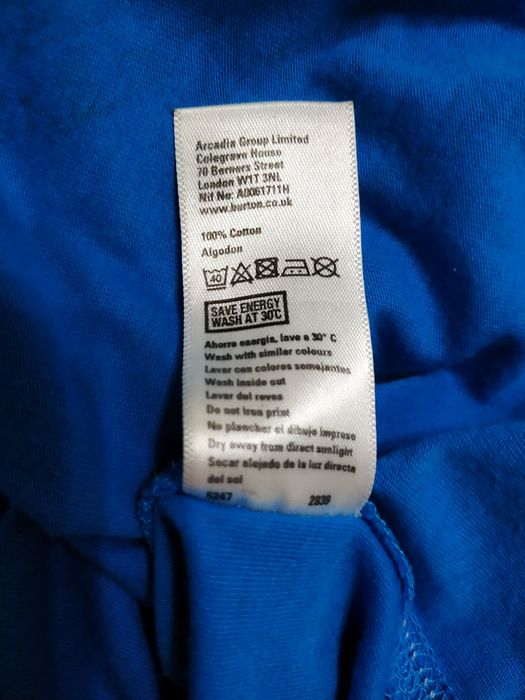 Arcadia Group Limited
Colegrave House
70 Berners Street
London W1T 3NL
Nif No: A0061711H
www.burton.co.uk
100% Cotton
Algodon
40
SAVE ENERGY
WASH AT 30°C
Ahorre energia, lave a 30° C
Wash with similar colours
Lavar con colores semejantes
Wash inside out
Lavar del reves
Do not iron print
No planchar el dibujo impreso
Dry away from direct sunlight
Secar alejado de la luz directa
del sol
5247 2839